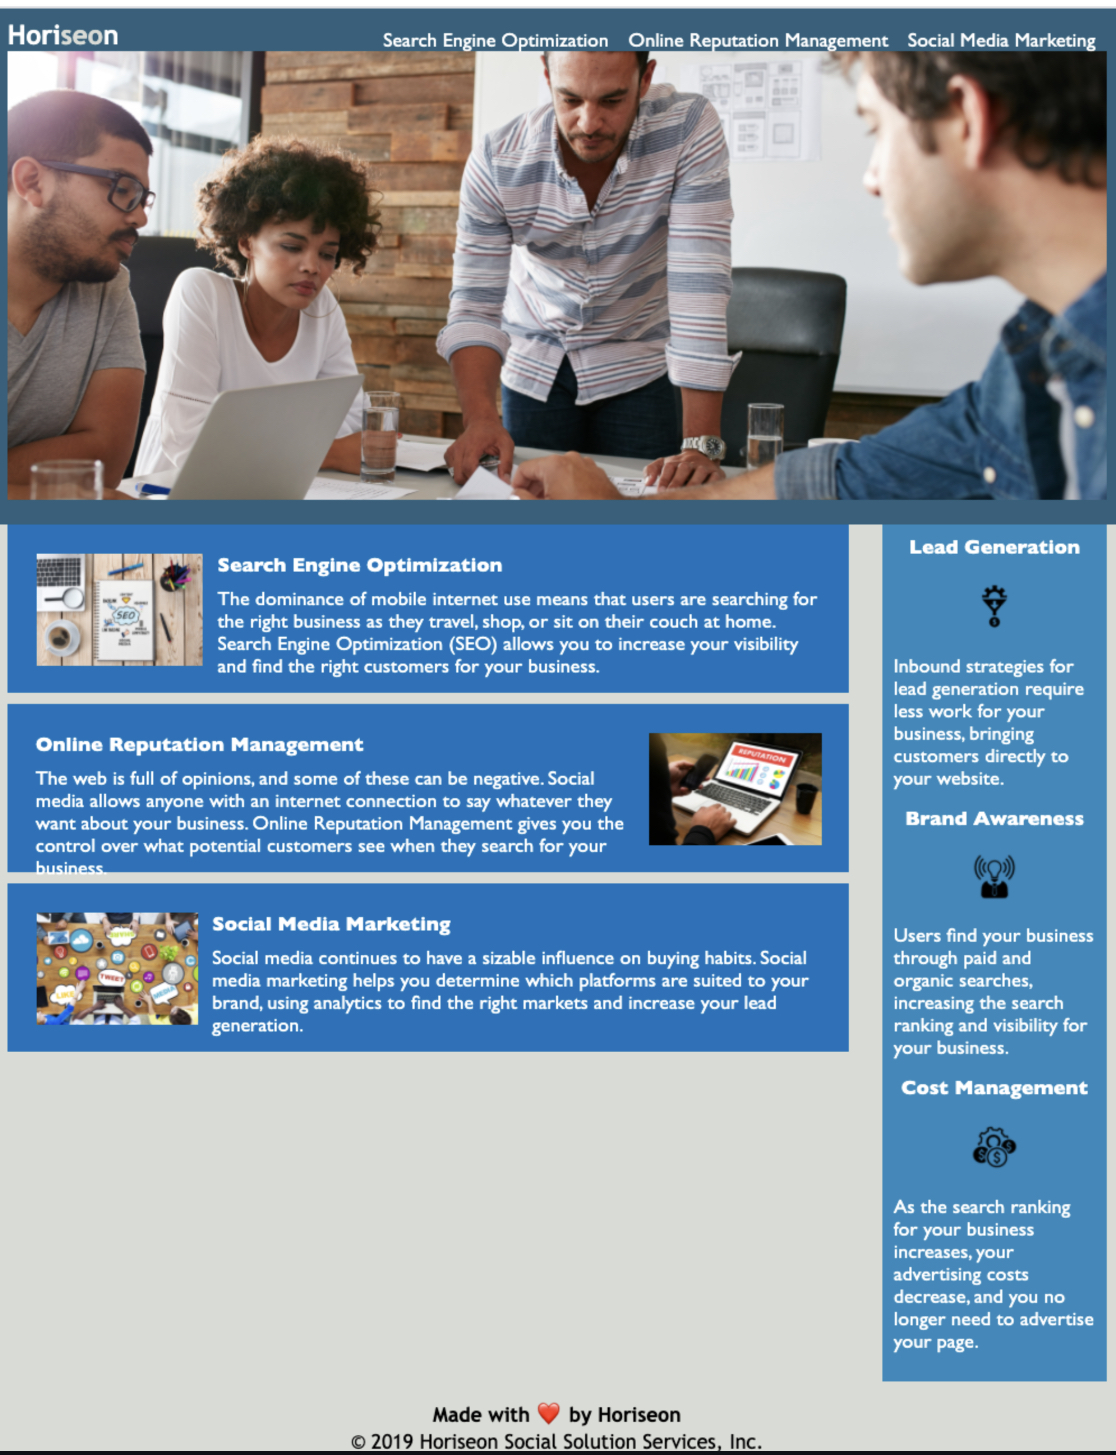 Horiseon
Search Engine Optimization Online Reputation Management Social Media Marketing
SEO
Search Engine Optimization
The dominance of mobile internet use means that users are searching for
the right business as they travel, shop, or sit on their couch at home.
Search Engine Optimization (SEO) allows you to increase your visibility
and find the right customers for your business.
Online Reputation Management
The web is full of opinions, and some of these can be negative. Social
media allows anyone with an internet connection to say whatever they
want about your business. Online Reputation Management gives you the
control over what potential customers see when they search for your
business.
REPUTATION
TWEET
LIKE
MEDIA
Social Media Marketing
Social media continues to have a sizable influence on buying habits. Social
media marketing helps you determine which platforms are suited to your
brand, using analytics to find the right markets and increase your lead
generation.
Lead Generation
Inbound strategies for
lead generation require
less work for your
business, bringing
customers directly to
your website.
Brand Awareness
Users find your business
through paid and
organic searches,
increasing the search
ranking and visibility for
your business.
Cost Management
$
$
$
As the search ranking
for your business
increases, your
advertising costs
decrease, and you no
longer need to advertise
your page.
Made with ❤️ by Horiseon
© 2019 Horiseon Social Solution Services, Inc.